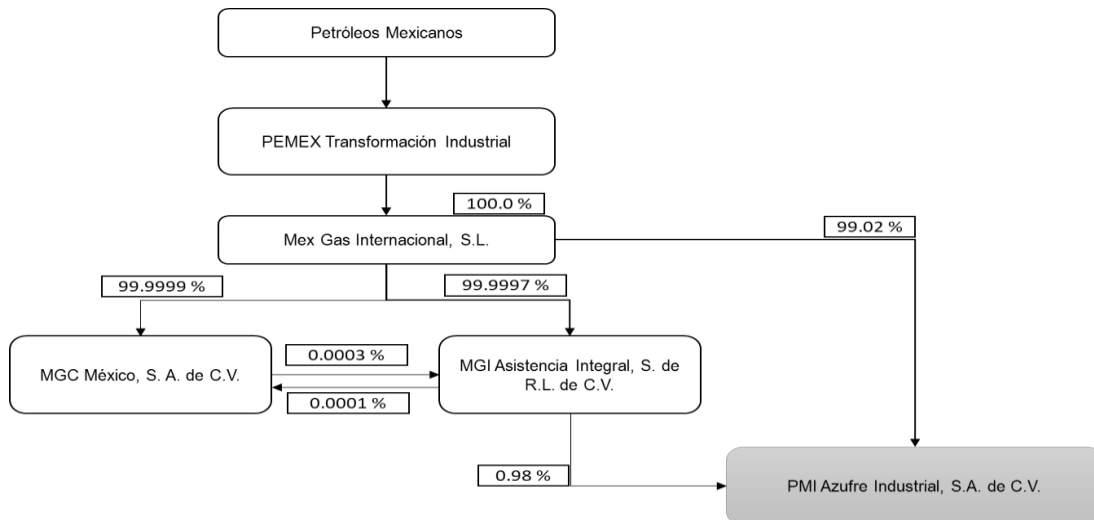 Petróleos Mexicanos
PEMEX Transformación Industrial
100.0 %
Mex Gas Internacional, S.L.
99.02 %
99.9999 %
99.9997 %
MGC México, S. A. de C.V.
0.0003 %
0.0001 %
MGI Asistencia Integral, S. de
R.L. de C.V.
0.98 %
PMI Azufre Industrial, S.A. de C.V.